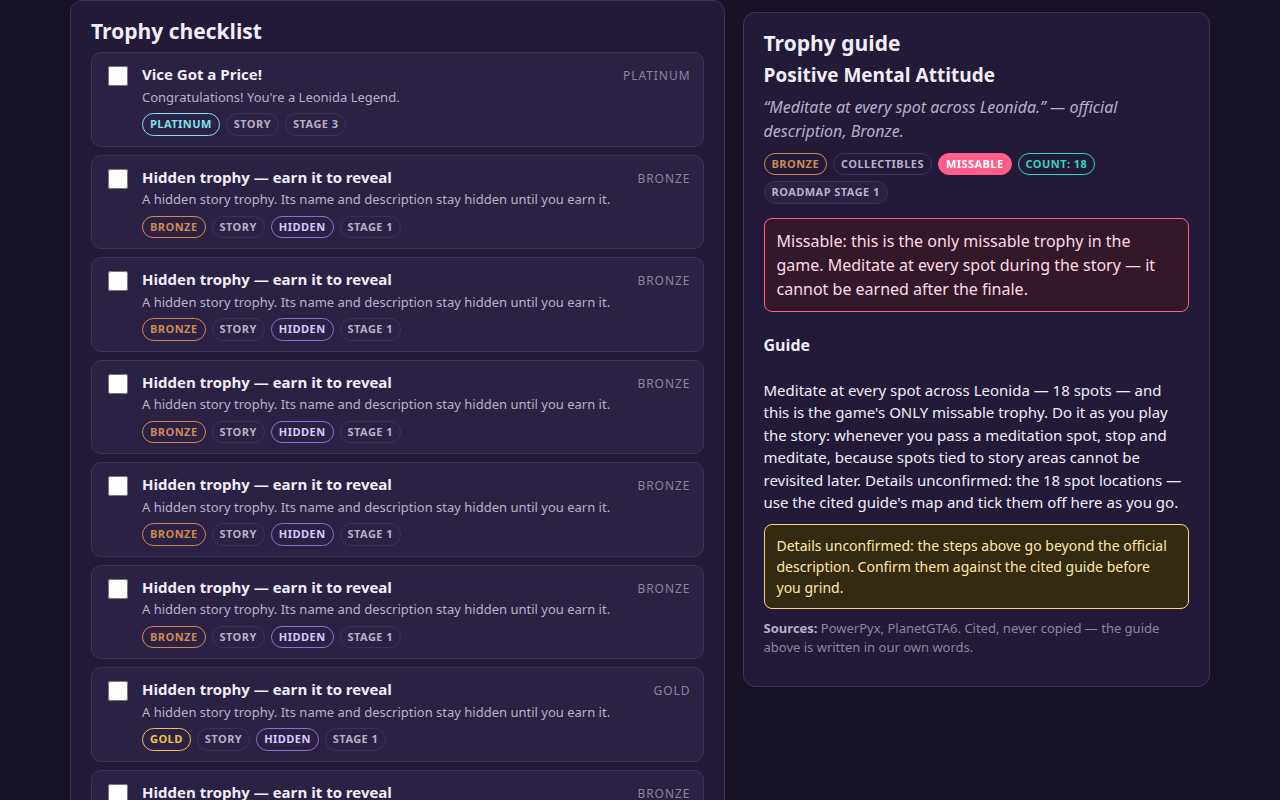 Trophy checklist
Vice Got a Price!
PLATINUM
Congratulations! You're a Leonida Legend.
PLATINUM STORY STAGE 3
Hidden trophy — earn it to reveal
BRONZE
A hidden story trophy. Its name and description stay hidden until you earn it.
BRONZE STORY HIDDEN STAGE 1
Hidden trophy — earn it to reveal
BRONZE
A hidden story trophy. Its name and description stay hidden until you earn it.
BRONZE STORY HIDDEN STAGE 1
Hidden trophy — earn it to reveal
BRONZE
A hidden story trophy. Its name and description stay hidden until you earn it.
BRONZE STORY HIDDEN STAGE 1
Hidden trophy — earn it to reveal
BRONZE
A hidden story trophy. Its name and description stay hidden until you earn it.
BRONZE STORY HIDDEN STAGE 1
Hidden trophy — earn it to reveal
BRONZE
A hidden story trophy. Its name and description stay hidden until you earn it.
BRONZE STORY HIDDEN STAGE 1
Hidden trophy — earn it to reveal
GOLD
A hidden story trophy. Its name and description stay hidden until you earn it.
GOLD STORY HIDDEN STAGE 1
Hidden trophy — earn it to reveal
BRONZE
Trophy guide
Positive Mental Attitude
“Meditate at every spot across Leonida.” — official
description, Bronze.
BRONZE COLLECTIBLES MISSABLE COUNT: 18
ROADMAP STAGE 1
Missable: this is the only missable trophy in the
game. Meditate at every spot during the story — it
cannot be earned after the finale.
Guide
Meditate at every spot across Leonida — 18 spots — and
this is the game's ONLY missable trophy. Do it as you play
the story: whenever you pass a meditation spot, stop and
meditate, because spots tied to story areas cannot be
revisited later. Details unconfirmed: the 18 spot locations —
use the cited guide's map and tick them off here as you go.
Details unconfirmed: the steps above go beyond the official
description. Confirm them against the cited guide before
you grind.
Sources: PowerPyx, PlanetGTA6. Cited, never copied — the guide
above is written in our own words.